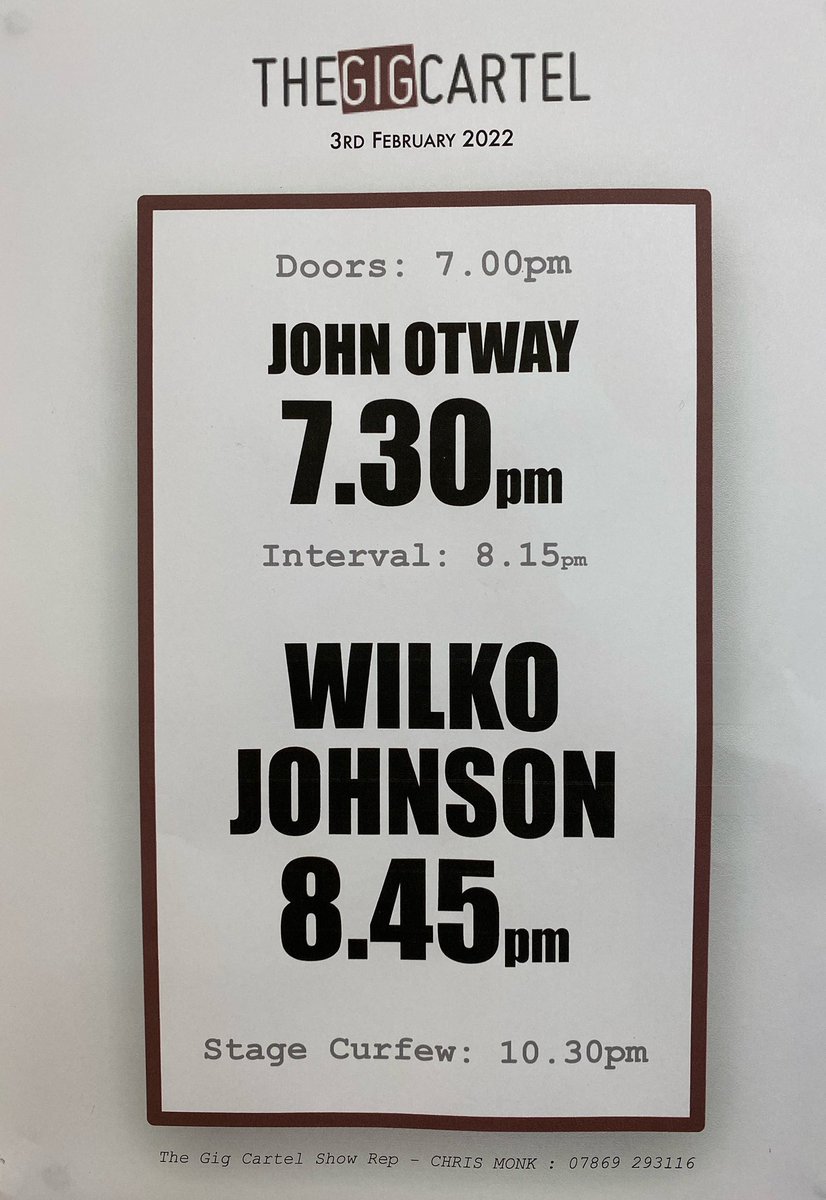 THEGIGCARTEL
3RD FEBRUARY 2022
Doors: 7.00pm
JOHN OTWAY
7.30pm
Interval: 8.15pm
WILKO
JOHNSON
8.45pm
Stage Curfew: 10.30pm
The Gig Cartel Show Rep - CHRIS MONK : 07869 293116